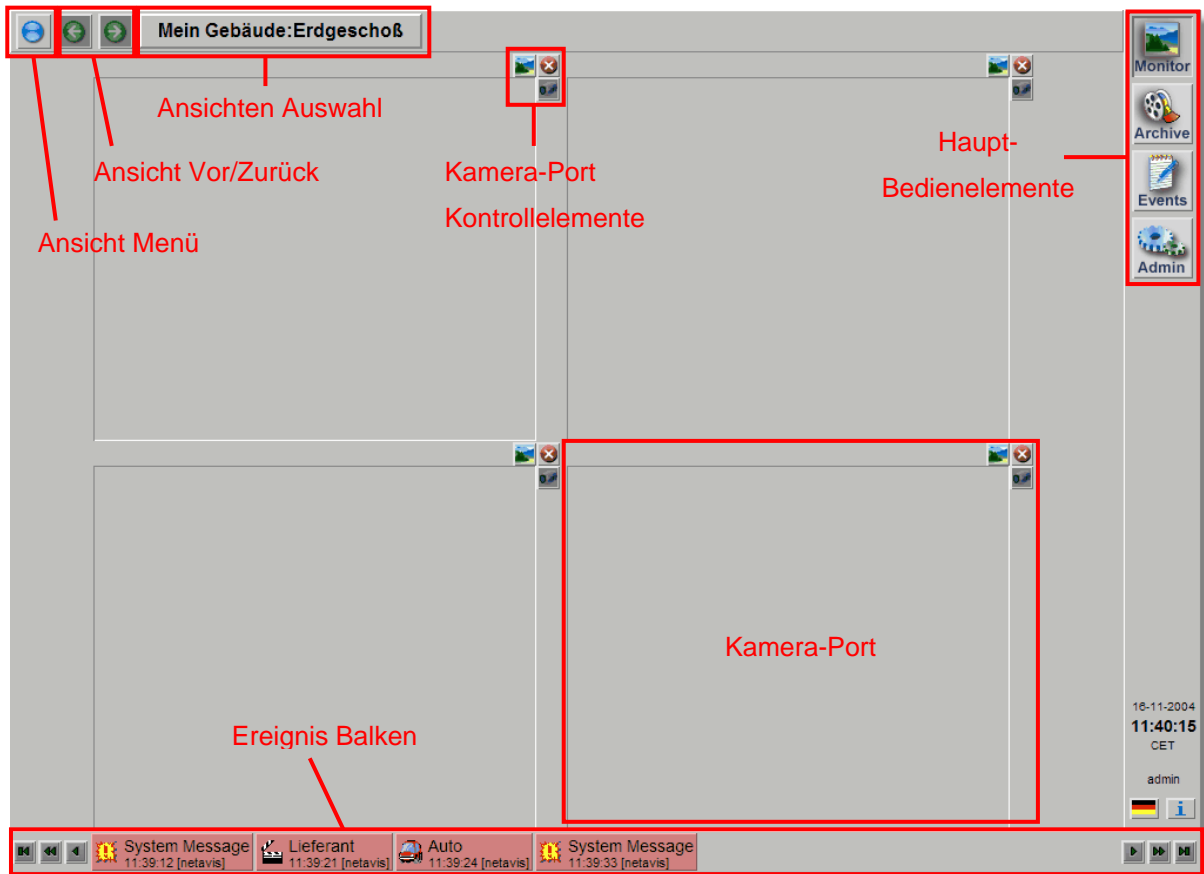 Mein Gebäude:Erdgeschoß
Monitor
Ansichten Auswahl
Archive
Haupt-
Bedienelemente
Ansicht Vor/Zurück
Kamera-Port
Kontrollelemente
Events
Ansicht Menü
Admin
Kamera-Port
Ereignis Balken
16-11-2004
11:40:15
CET
admin
System Message
11:39:12 [netavis]
Lieferant
11:39:21 [netavis]
Auto
11:39:24 [netavis]
System Message
11:39:33 [netavis]